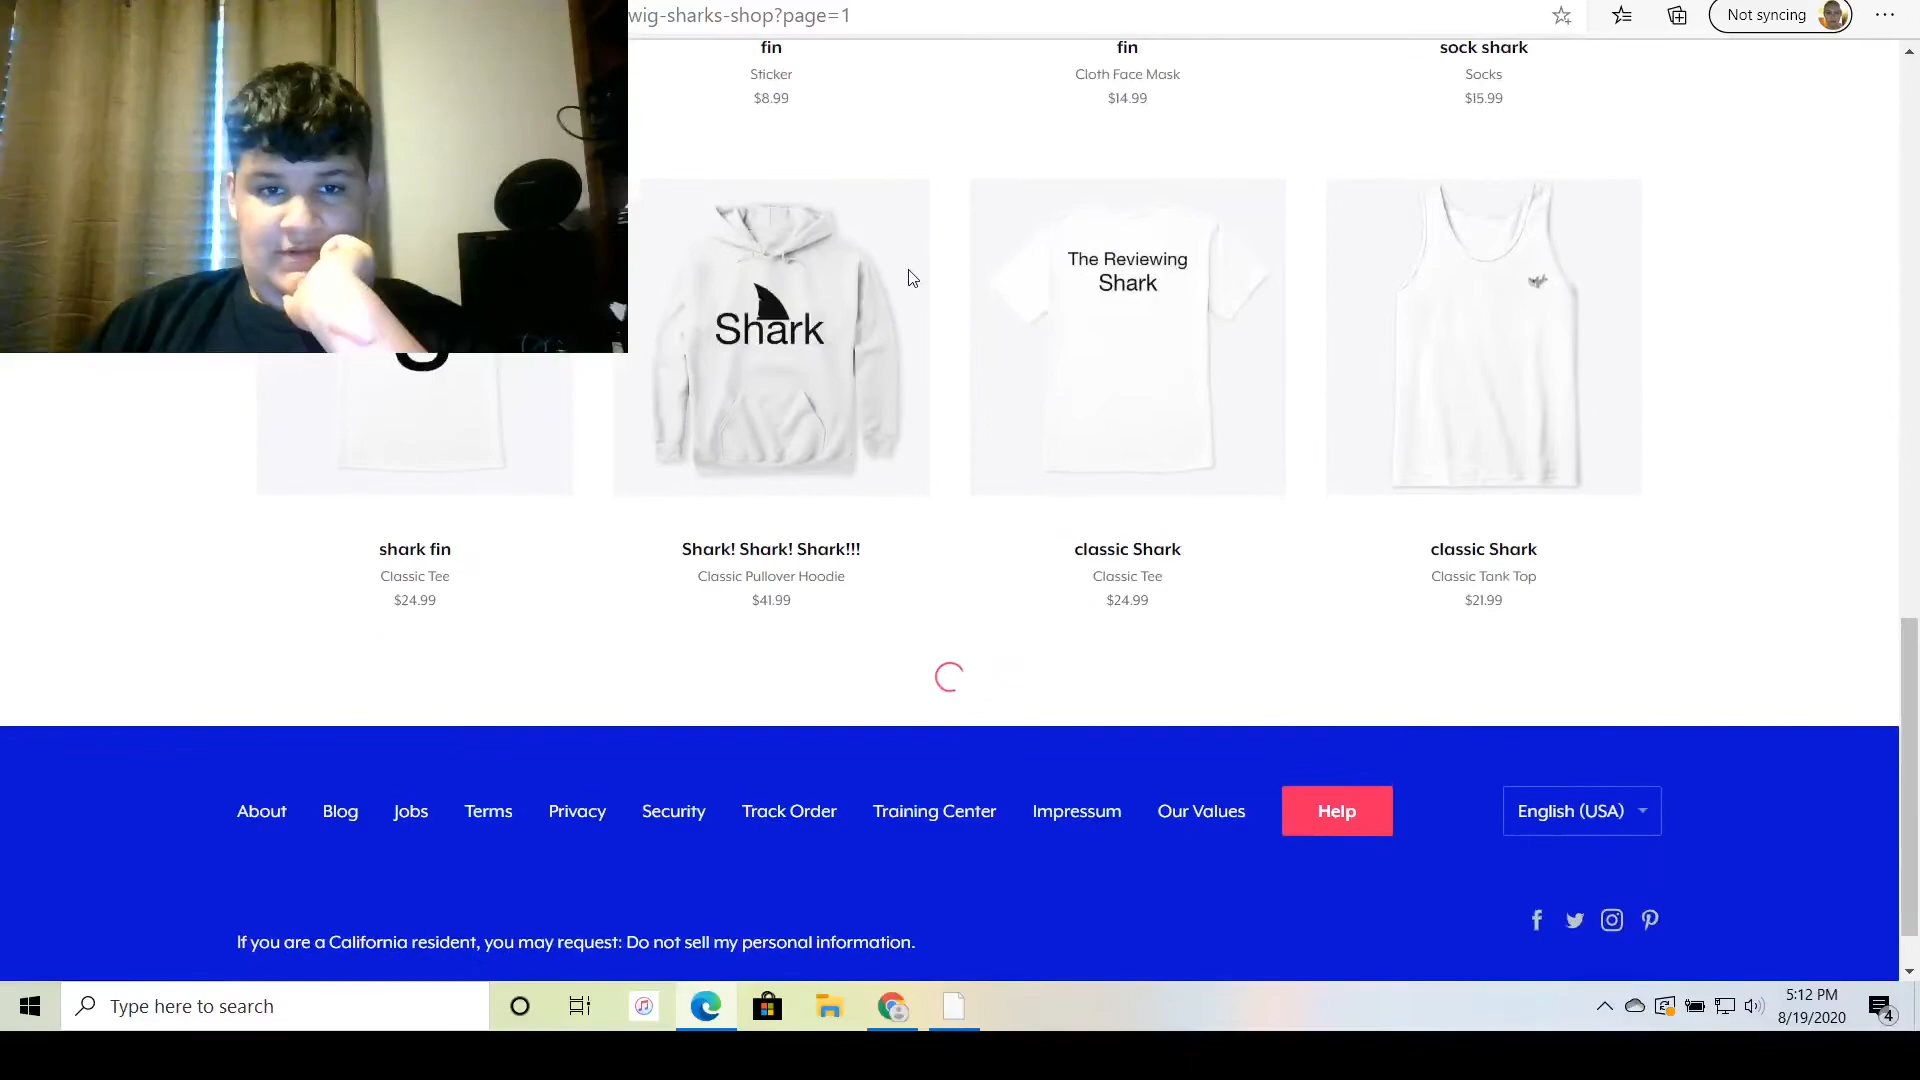 wig-sharks-shop?page=1
Not syncing
fin
Sticker
$8.99
fin
Cloth Face Mask
$14.99
sock shark
Socks
$15.99
Shark
The Reviewing
Shark
shark fin
Classic Tee
$24.99
Shark! Shark! Shark!!!
Classic Pullover Hoodie
$41.99
classic Shark
Classic Tee
$24.99
classic Shark
Classic Tank Top
$21.99
About Blog Jobs Terms Privacy Security Track Order Training Center Impressum Our Values Help English (USA)
If you are a California resident, you may request: Do not sell my personal information.
Type here to search
5:12 PM
8/19/2020
4